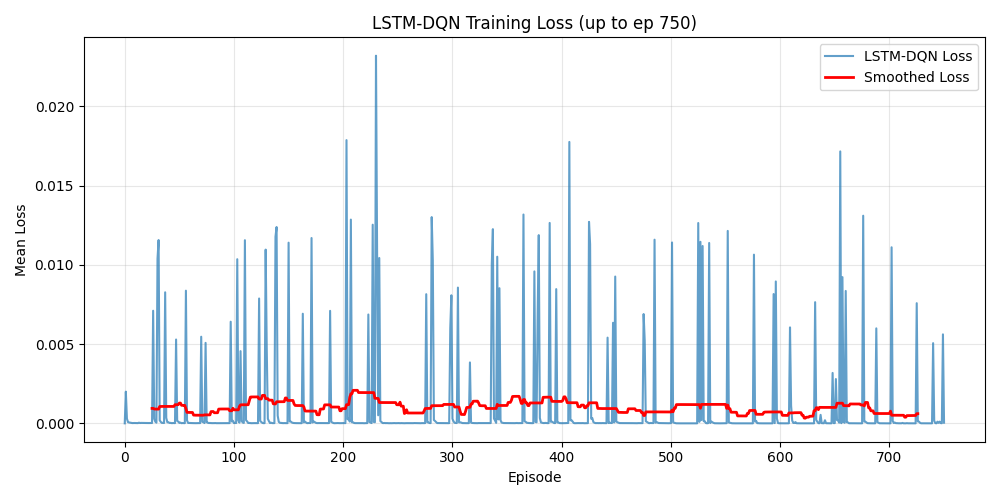 LSTM-DQN Training Loss (up to ep 750)
LSTM-DQN Loss
Smoothed Loss
Mean Loss
0.020
0.015
0.010
0.005
0.000
0 100 200 300 400 500 600 700
Episode